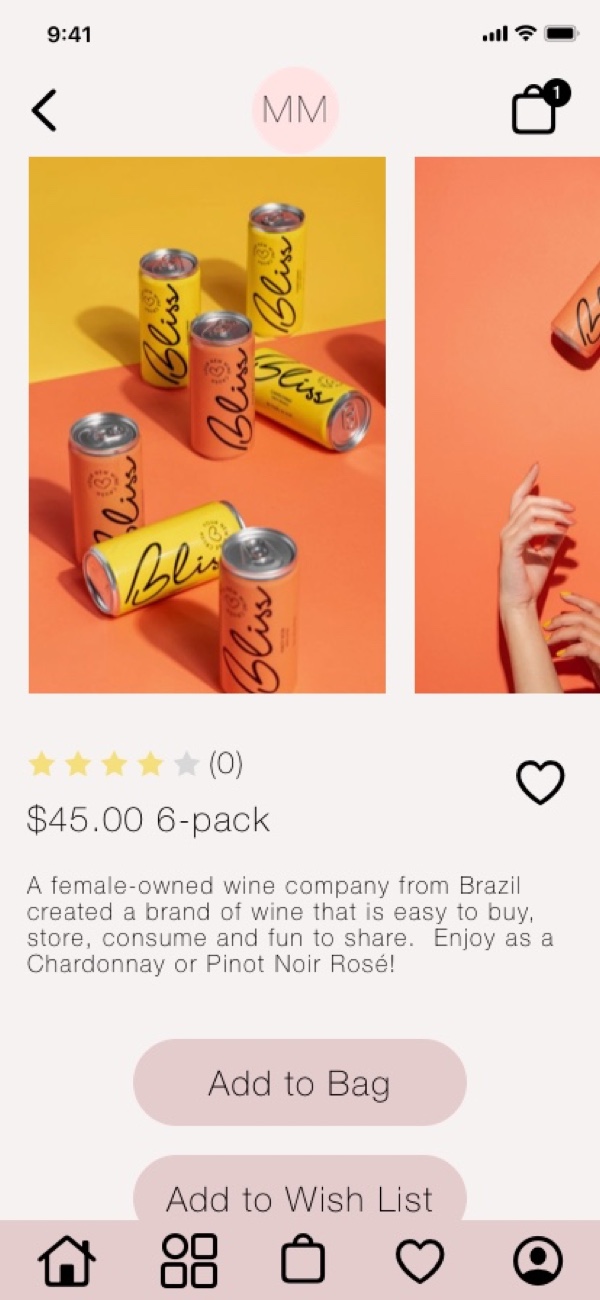 9:41
MM
1
Bliss
Bliss
Bliss
Bliss
Bliss
Bliss
Bliss
(0)
$45.00 6-pack
A female-owned wine company from Brazil
created a brand of wine that is easy to buy,
store, consume and fun to share.  Enjoy as a
Chardonnay or Pinot Noir Rosé!
Add to Bag
Add to Wish List